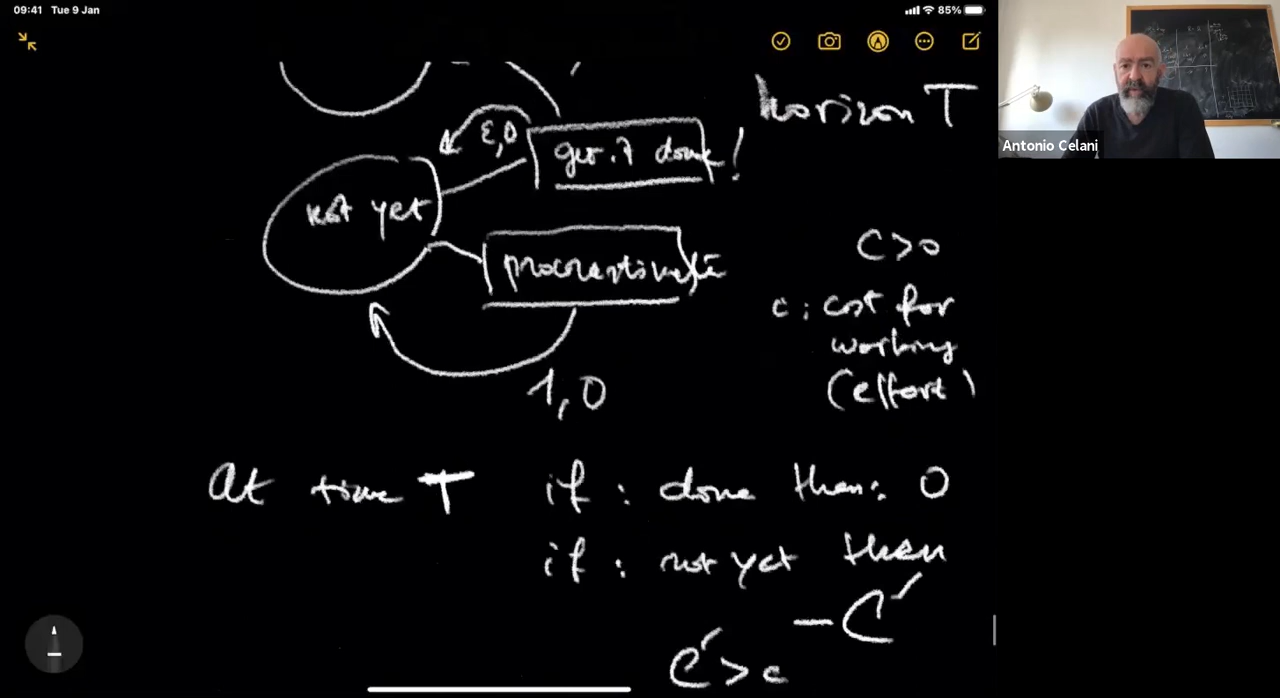 09:41 Tue 9 Jan
85%
horizon T
ε,0
get it done!
not yet
procrastinate
1,0
C>0
c: cost for
working
(effort)
At time T if: done then: 0
if: not yet then
-C'
C'>c
Antonio Celani